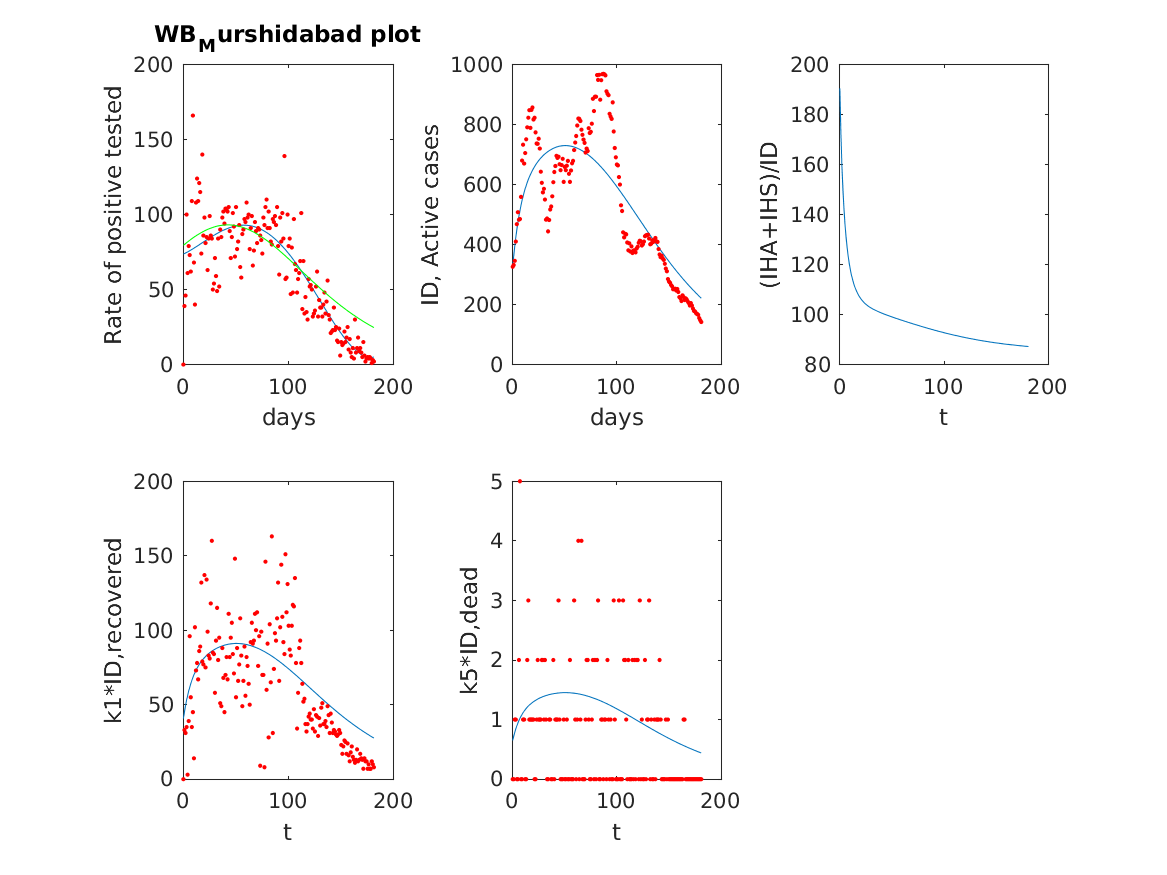 WB_Murshidabad plot
200
150
100
50
0
0 100 200
days
Rate of positive tested
1000
800
600
400
200
0
0 100 200
days
ID, Active cases
200
180
160
140
120
100
80
0 100 200
t
(IHA+IHS)/ID
200
150
100
50
0
0 100 200
t
k1*ID,recovered
5
4
3
2
1
0
0 100 200
t
k5*ID,dead